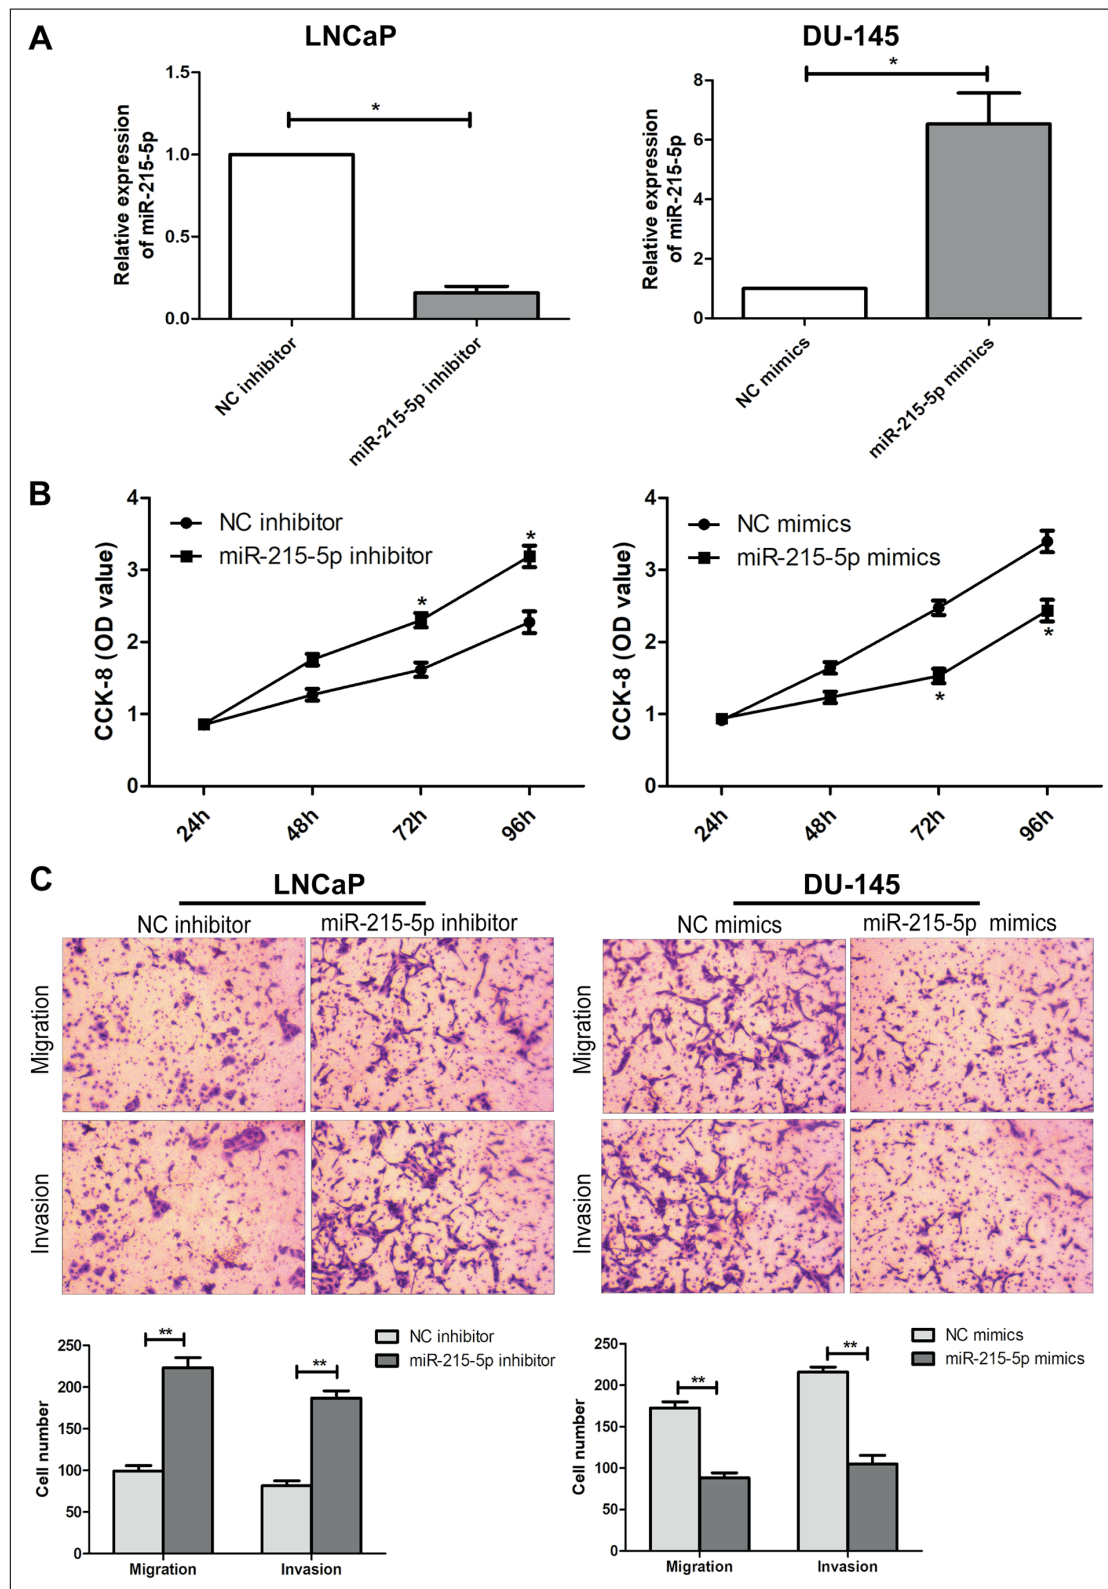 A
LNCaP
DU-145
Relative expression
of miR-215-5p
1.5
1.0
0.5
0.0
*
NC inhibitor
miR-215-5p inhibitor
Relative expression
of miR-215-5p
8
6
4
2
0
*
NC mimics
miR-215-5p mimics
B
CCK-8 (OD value)
4
3
2
1
0
NC inhibitor
miR-215-5p inhibitor
*
*
24h
48h
72h
96h
CCK-8 (OD value)
4
3
2
1
0
NC mimics
miR-215-5p mimics
*
*
24h
48h
72h
96h
C
LNCaP
DU-145
NC inhibitor
miR-215-5p inhibitor
NC mimics
miR-215-5p mimics
Migration
Migration
Invasion
Invasion
Cell number
250
200
150
100
50
0
**
**
NC inhibitor
miR-215-5p inhibitor
Migration
Invasion
Cell number
250
200
150
100
50
0
**
**
NC mimics
miR-215-5p mimics
Migration
Invasion